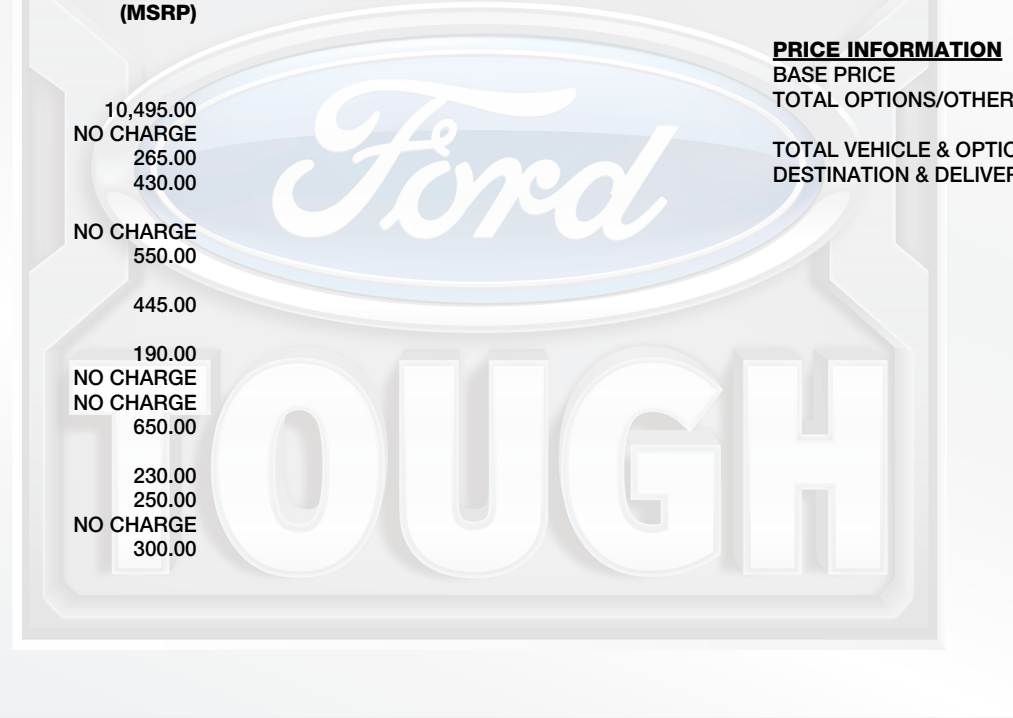 (MSRP)
10,495.00
NO CHARGE
265.00
430.00
NO CHARGE
550.00
445.00
190.00
NO CHARGE
NO CHARGE
650.00
230.00
250.00
NO CHARGE
300.00
PRICE INFORMATION
BASE PRICE
TOTAL OPTIONS/OTHER
TOTAL VEHICLE & OPTIO
DESTINATION & DELIVER
Ford
TOUGH